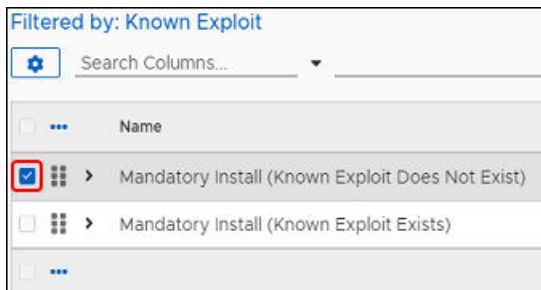 Filtered by: Known Exploit
Search Columns...
Name
Mandatory Install (Known Exploit Does Not Exist)
Mandatory Install (Known Exploit Exists)